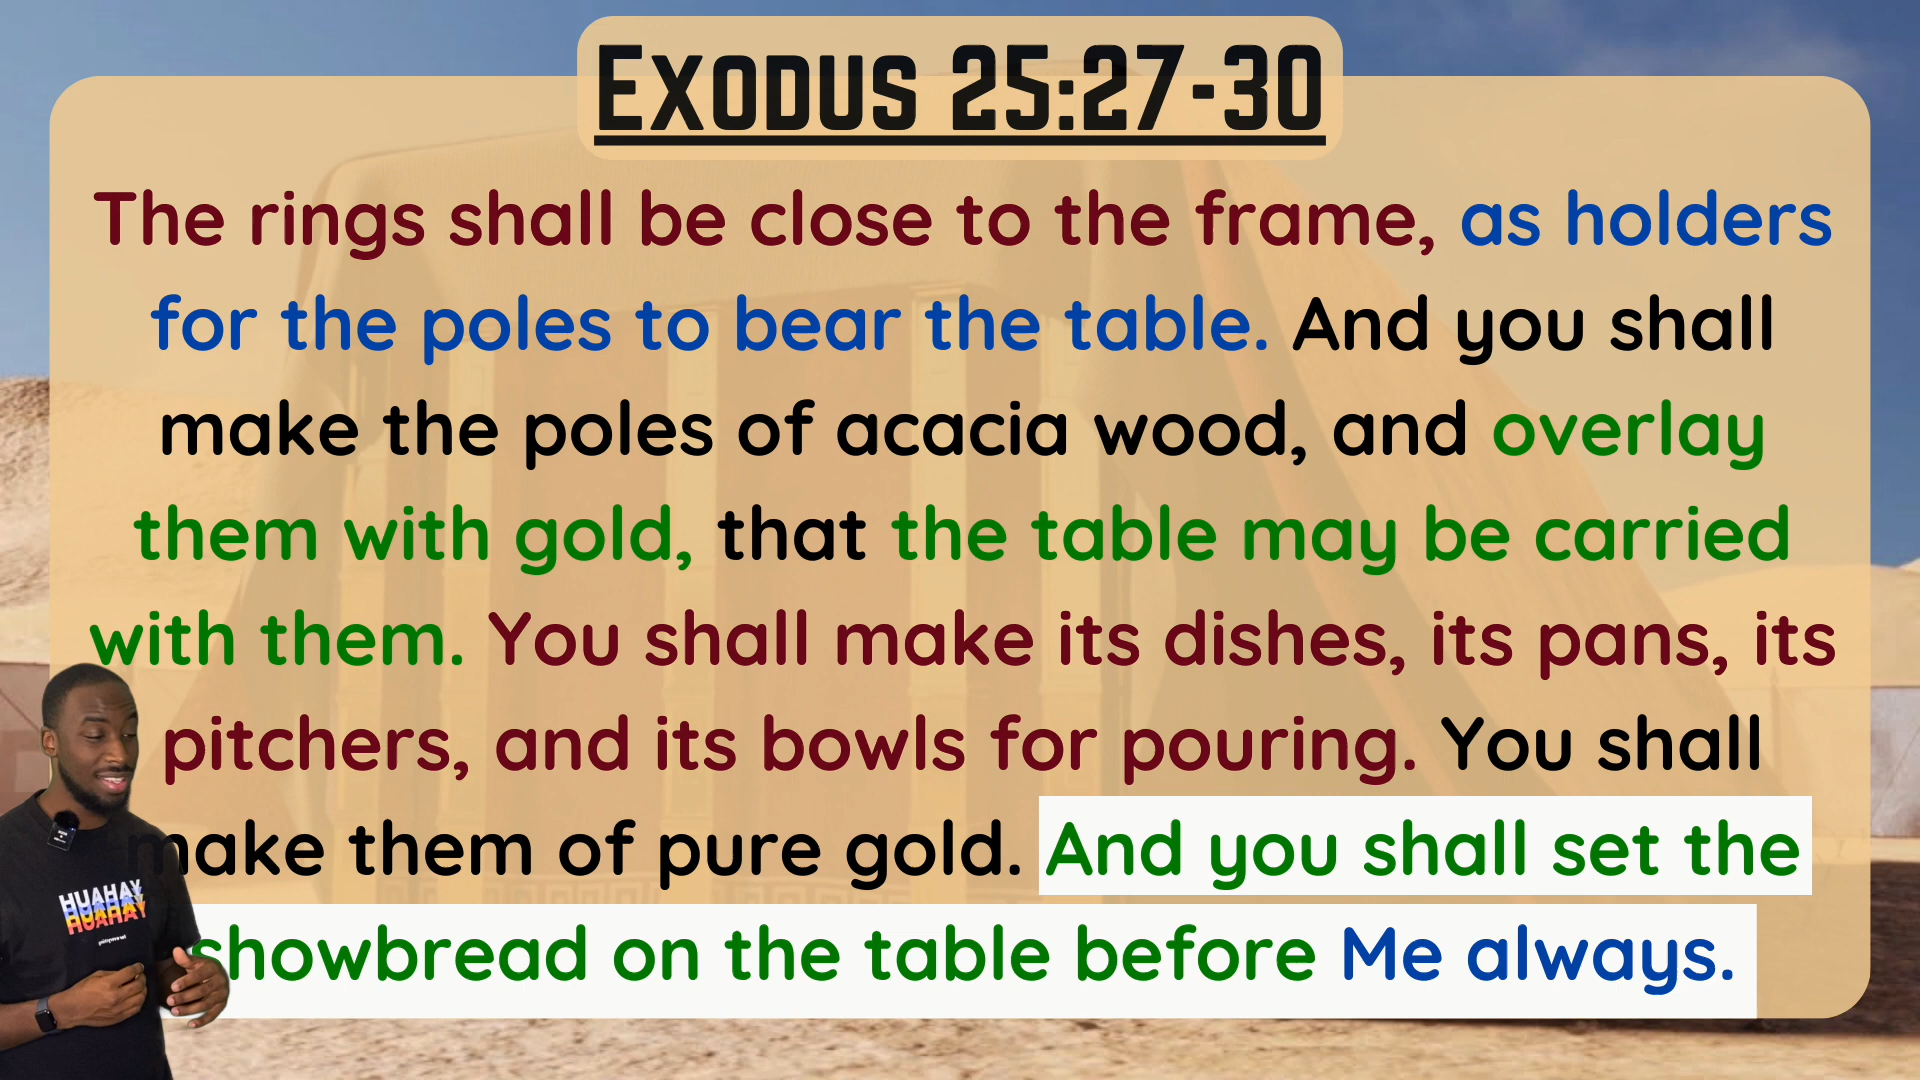 Exodus 25:27-30
The rings shall be close to the frame, as holders
for the poles to bear the table. And you shall
make the poles of acacia wood, and overlay
them with gold, that the table may be carried
with them. You shall make its dishes, its pans, its
pitchers, and its bowls for pouring. You shall
make them of pure gold. And you shall set the
showbread on the table before Me always.
HUAHAY
HUAHAY
HUAHAY